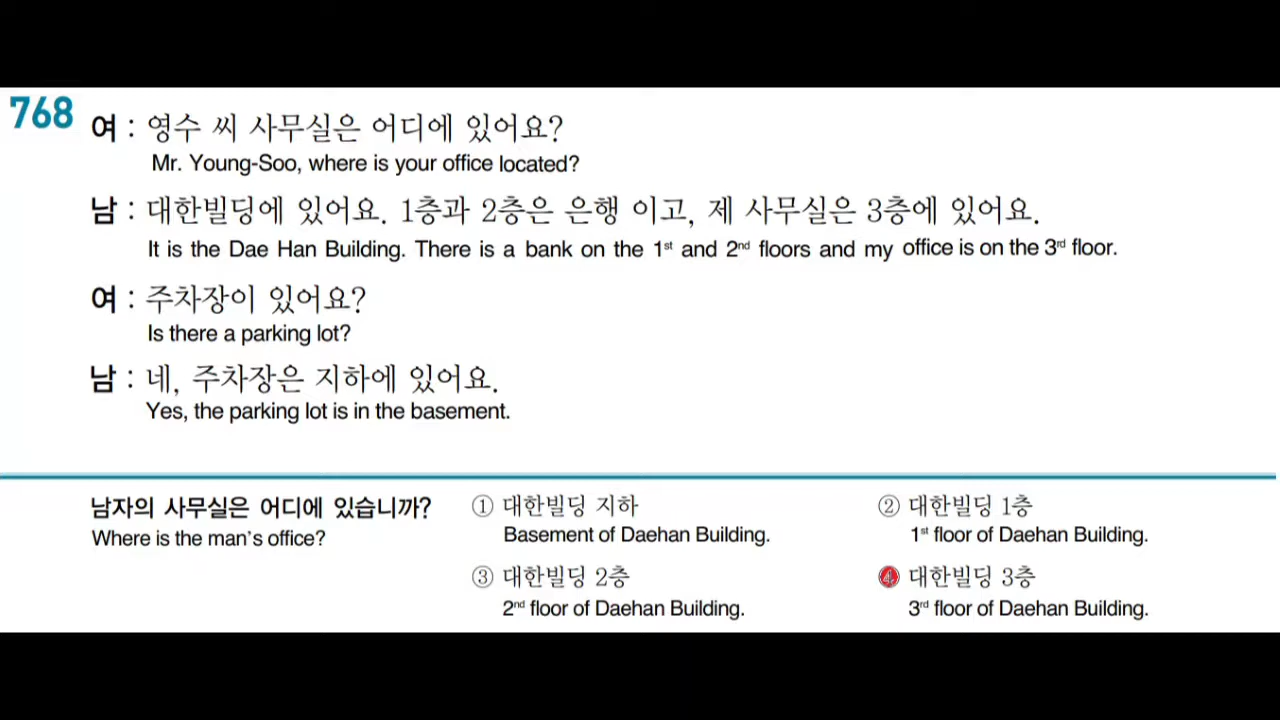 768
여 : 영수 씨 사무실은 어디에 있어요?
Mr. Young-Soo, where is your office located?
남 : 대한빌딩에 있어요. 1층과 2층은 은행 이고, 제 사무실은 3층에 있어요.
It is the Dae Han Building. There is a bank on the 1st and 2nd floors and my office is on the 3rd floor.
여 : 주차장이 있어요?
Is there a parking lot?
남 : 네, 주차장은 지하에 있어요.
Yes, the parking lot is in the basement.
남자의 사무실은 어디에 있습니까?
Where is the man's office?
① 대한빌딩 지하
Basement of Daehan Building.
② 대한빌딩 1층
1st floor of Daehan Building.
③ 대한빌딩 2층
2nd floor of Daehan Building.
④ 대한빌딩 3층
3rd floor of Daehan Building.